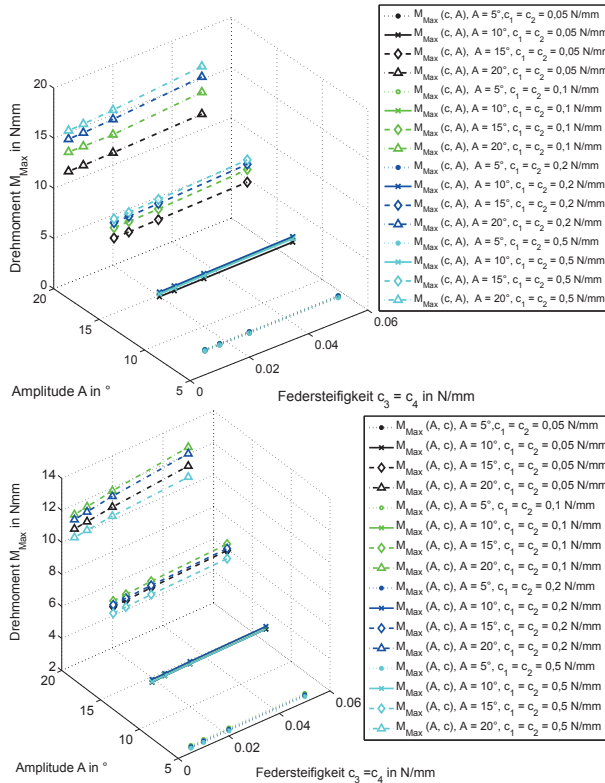 20
15
10
5
0
Drehmoment M_Max in Nmm
20
15
10
5
Amplitude A in °
0
0.02
0.04
0.06
Federsteifigkeit c_3 = c_4 in N/mm
M_Max (c, A), A = 5°,c_1 = c_2 = 0,05 N/mm
M_Max (c, A), A = 10°, c_1 = c_2 = 0,05 N/mm
M_Max (c, A), A = 15°, c_1 = c_2 = 0,05 N/mm
M_Max (c, A), A = 20°, c_1 = c_2 = 0,05 N/mm
M_Max (c, A), A = 5°, c_1 = c_2 = 0,1 N/mm
M_Max (c, A), A = 10°, c_1 = c_2 = 0,1 N/mm
M_Max (c, A), A = 15°, c_1 = c_2 = 0,1 N/mm
M_Max (c, A), A = 20°, c_1 = c_2 = 0,1 N/mm
M_Max (c, A), A = 5°, c_1 = c_2 = 0,2 N/mm
M_Max (c, A), A = 10°, c_1 = c_2 = 0,2 N/mm
M_Max (c, A), A = 15°, c_1 = c_2 = 0,2 N/mm
M_Max (c, A), A = 20°, c_1 = c_2 = 0,2 N/mm
M_Max (c, A), A = 5°, c_1 = c_2 = 0,5 N/mm
M_Max (c, A), A = 10°, c_1 = c_2 = 0,5 N/mm
M_Max (c, A), A = 15°, c_1 = c_2 = 0,5 N/mm
M_Max (c, A), A = 20°, c_1 = c_2 = 0,5 N/mm
14
12
10
8
6
4
2
Drehmoment M_Max in Nmm
20
15
10
5
Amplitude A in °
0
0.02
0.04
0.06
Federsteifigkeit c_3 =c_4 in N/mm
M_Max (A, c), A = 5°,c_1 = c_2 = 0,05 N/mm
M_Max (A, c), A = 10°, c_1 = c_2 = 0,05 N/mm
M_Max (A, c), A = 15°, c_1 = c_2 = 0,05 N/mm
M_Max (A, c), A = 20°, c_1 = c_2 = 0,05 N/mm
M_Max (A, c), A = 5°, c_1 = c_2 = 0,1 N/mm
M_Max (A, c), A = 10°, c_1 = c_2 = 0,1 N/mm
M_Max (A, c), A = 15°, c_1 = c_2 = 0,1 N/mm
M_Max (A, c), A = 20°, c_1 = c_2 = 0,1 N/mm
M_Max (A, c), A = 5°, c_1 = c_2 = 0,2 N/mm
M_Max (A, c), A = 10°, c_1 = c_2 = 0,2 N/mm
M_Max (A, c), A = 15°, c_1 = c_2 = 0,2 N/mm
M_Max (A, c), A = 20°, c_1 = c_2 = 0,2 N/mm
M_Max (A, c), A = 5°, c_1 = c_2 = 0,5 N/mm
M_Max (A, c), A = 10°, c_1 = c_2 = 0,5 N/mm
M_Max (A, c), A = 15°, c_1 = c_2 = 0,5 N/mm
M_Max (A, c), A = 20°, c_1 = c_2 = 0,5 N/mm